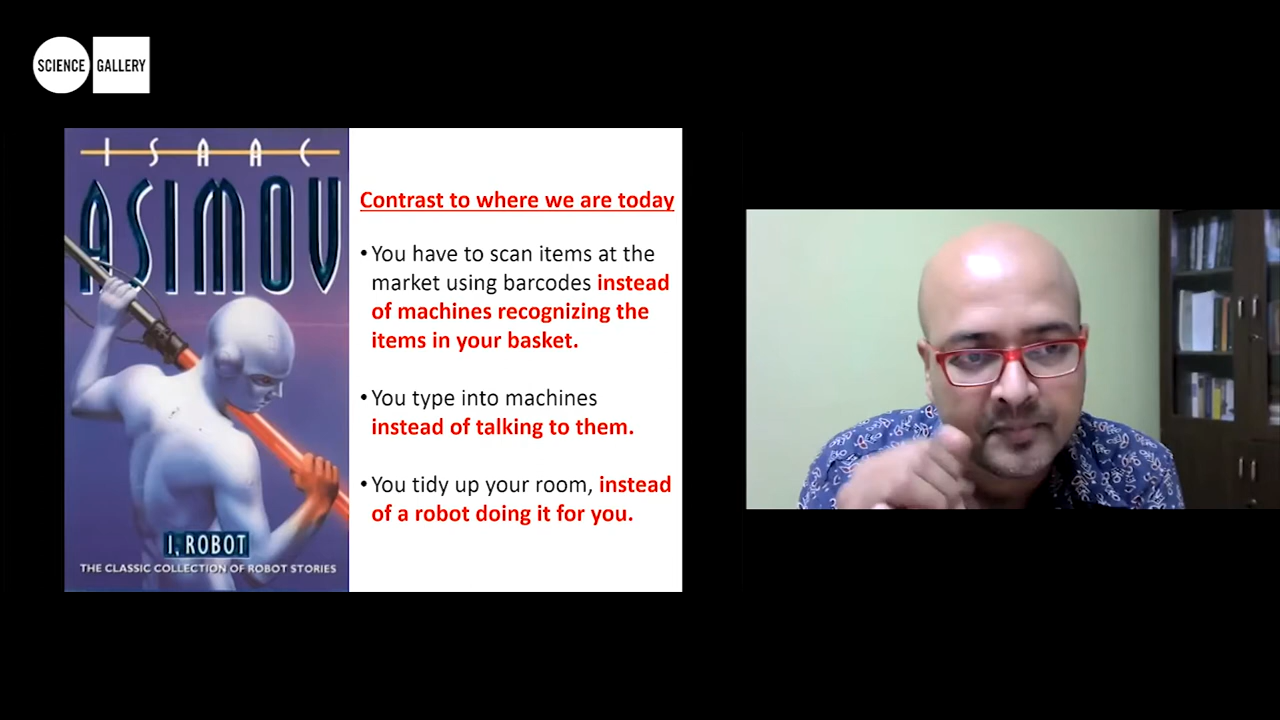 SCIENCE GALLERY
ISAAC
ASIMOV
I, ROBOT
THE CLASSIC COLLECTION OF ROBOT STORIES
Contrast to where we are today
• You have to scan items at the
market using barcodes instead
of machines recognizing the
items in your basket.
• You type into machines
instead of talking to them.
• You tidy up your room, instead
of a robot doing it for you.